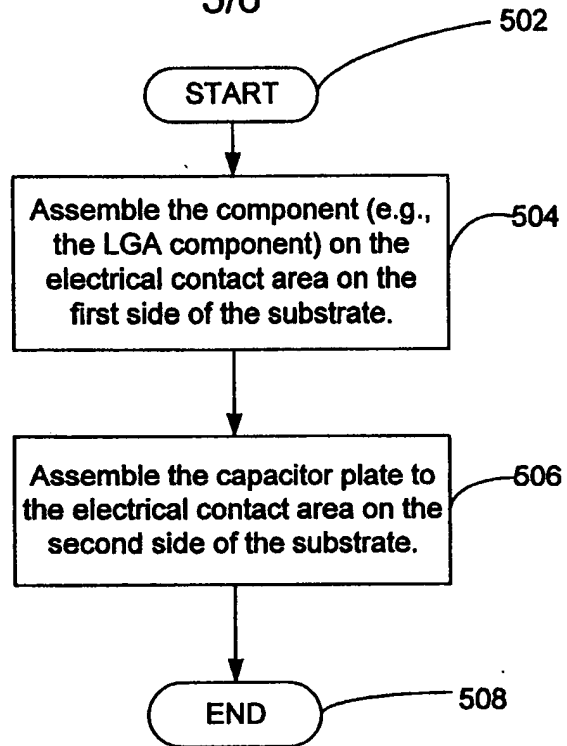 5/6
502
START
Assemble the component (e.g.,
the LGA component) on the
electrical contact area on the
first side of the substrate.
504
Assemble the capacitor plate to
the electrical contact area on the
second side of the substrate.
506
END
508